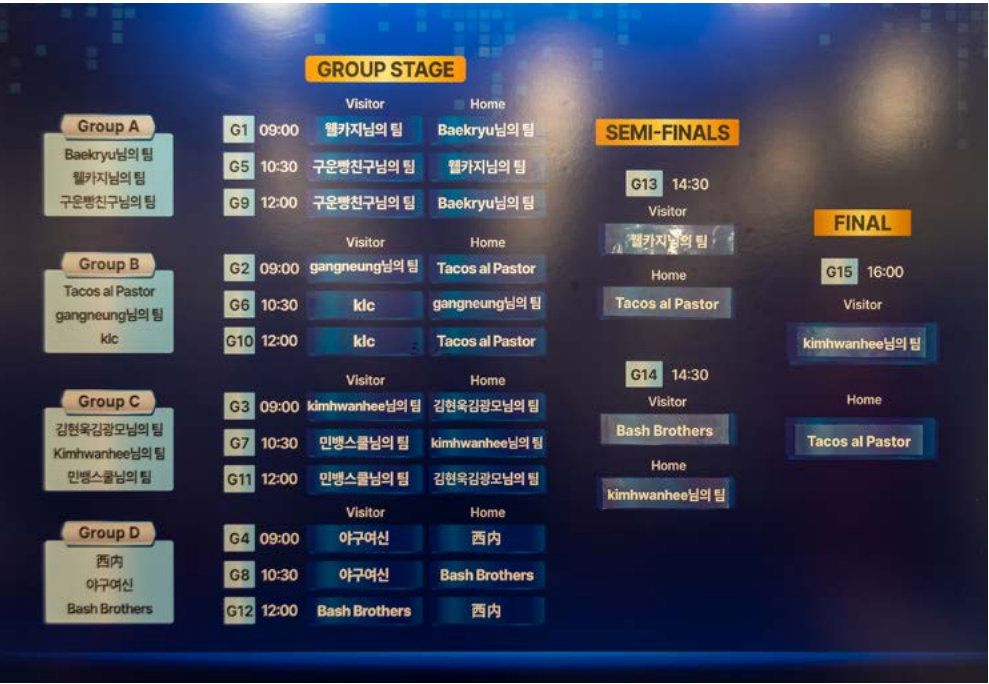 GROUP STAGE
Visitor Home
Group A
Baekryu님의 팀
웰카지님의 팀
구운빵친구님의 팀
G1 09:00 웰카지님의 팀 Baekryu님의 팀
G5 10:30 구운빵친구님의 팀 웰카지님의 팀
G9 12:00 구운빵친구님의 팀 Baekryu님의 팀
Visitor Home
Group B
Tacos al Pastor
gangneung님의 팀
klc
G2 09:00 gangneung님의 팀 Tacos al Pastor
G6 10:30 klc gangneung님의 팀
G10 12:00 klc Tacos al Pastor
Visitor Home
Group C
김현욱김광모님의 팀
Kimhwanhee님의 팀
민뱅스쿨님의 팀
G3 09:00 kimhwanhee님의 팀 김현욱김광모님의 팀
G7 10:30 민뱅스쿨님의 팀 kimhwanhee님의 팀
G11 12:00 민뱅스쿨님의 팀 김현욱김광모님의 팀
Visitor Home
Group D
西内
야구여신
Bash Brothers
G4 09:00 야구여신 西内
G8 10:30 야구여신 Bash Brothers
G12 12:00 Bash Brothers 西内
SEMI-FINALS
G13 14:30
Visitor
웰카지님의 팀
Home
Tacos al Pastor
G14 14:30
Visitor
Bash Brothers
Home
kimhwanhee님의 팀
FINAL
G15 16:00
Visitor
kimhwanhee님의 팀
Home
Tacos al Pastor